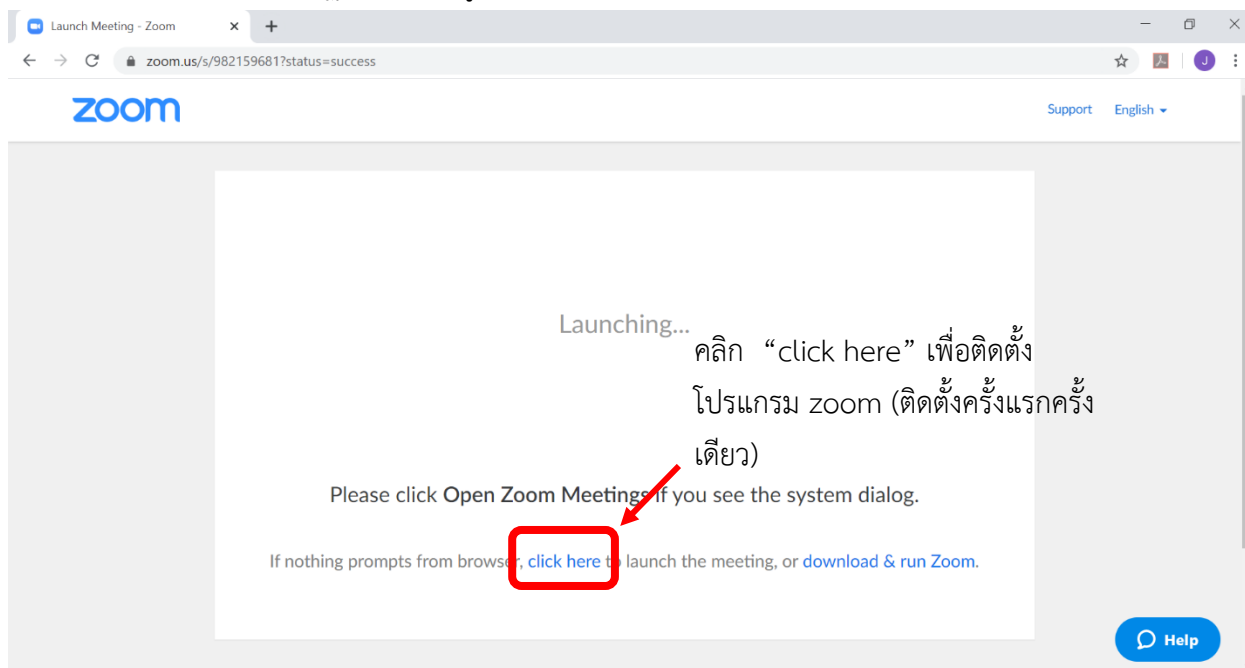 Launch Meeting - Zoom
zoom.us/s/982159681?status=success
J
zoom
Support English
Launching...
คลิก “click here” เพื่อติดตั้ง
โปรแกรม zoom (ติดตั้งครั้งแรกครั้ง
เดียว)
Please click Open Zoom Meetings if you see the system dialog.
If nothing prompts from browser, click here to launch the meeting, or download & run Zoom.
Help